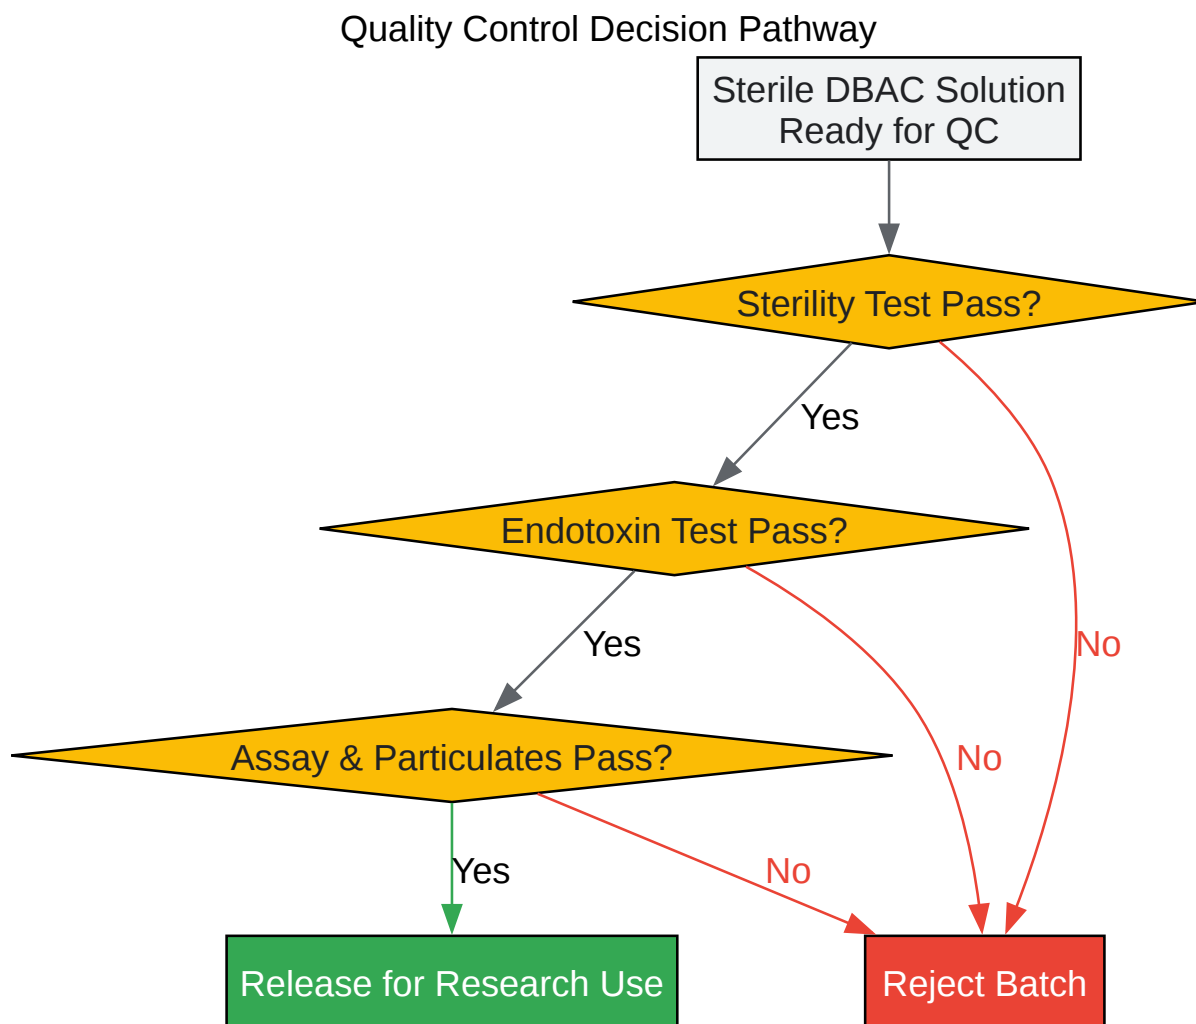 Quality Control Decision Pathway
Sterile DBAC Solution
Ready for QC
Sterility Test Pass?
Yes
Endotoxin Test Pass?
Yes
No
Assay & Particulates Pass?
No
Yes
No
Release for Research Use
Reject Batch